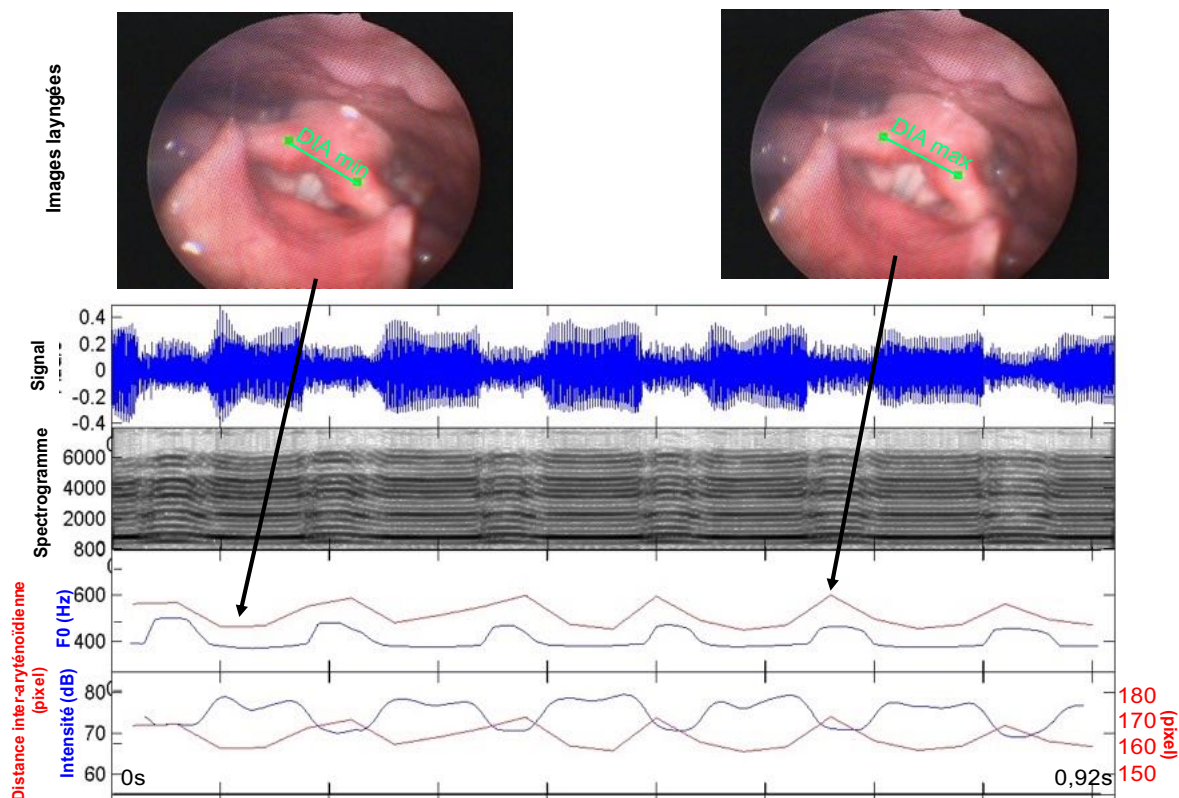 Images layngées
DIA min
DIA max
Signal
0.4
0.2
0
-0.2
-0.4
Spectrogramme
6000
4000
2000
800
Distance inter-aryténoïdienne
(pixel)
F0 (Hz)
600
400
Intensité (dB)
80
70
60
0s
0,92s
180
170
160
150
(pixel)